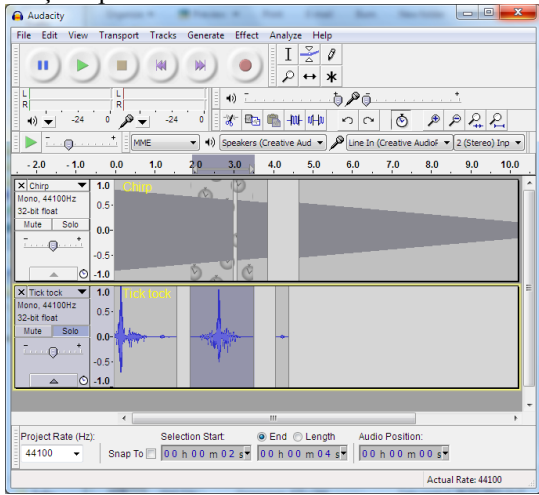 Audacity
File Edit View Transport Tracks Generate Effect Analyze Help
L
R
L
R
-24 0 -24 0
MME Speakers (Creative Aud Line In (Creative Audio 2 (Stereo) Inp
- 2.0 - 1.0 0.0 1.0 2.0 3.0 4.0 5.0 6.0 7.0 8.0 9.0 10.0
Chirp 1.0 Chirp
Mono, 44100Hz
32-bit float 0.5-
Mute Solo 0.0-
- + -0.5-
-1.0
Tick tock 1.0 Tick tock
Mono, 44100Hz
32-bit float 0.5-
Mute Solo 0.0-
- + -0.5-
-1.0
Project Rate (Hz): Selection Start: End Length Audio Position:
44100 Snap To 00 h 00 m 02 s 00 h 00 m 04 s 00 h 00 m 00 s
Actual Rate: 44100